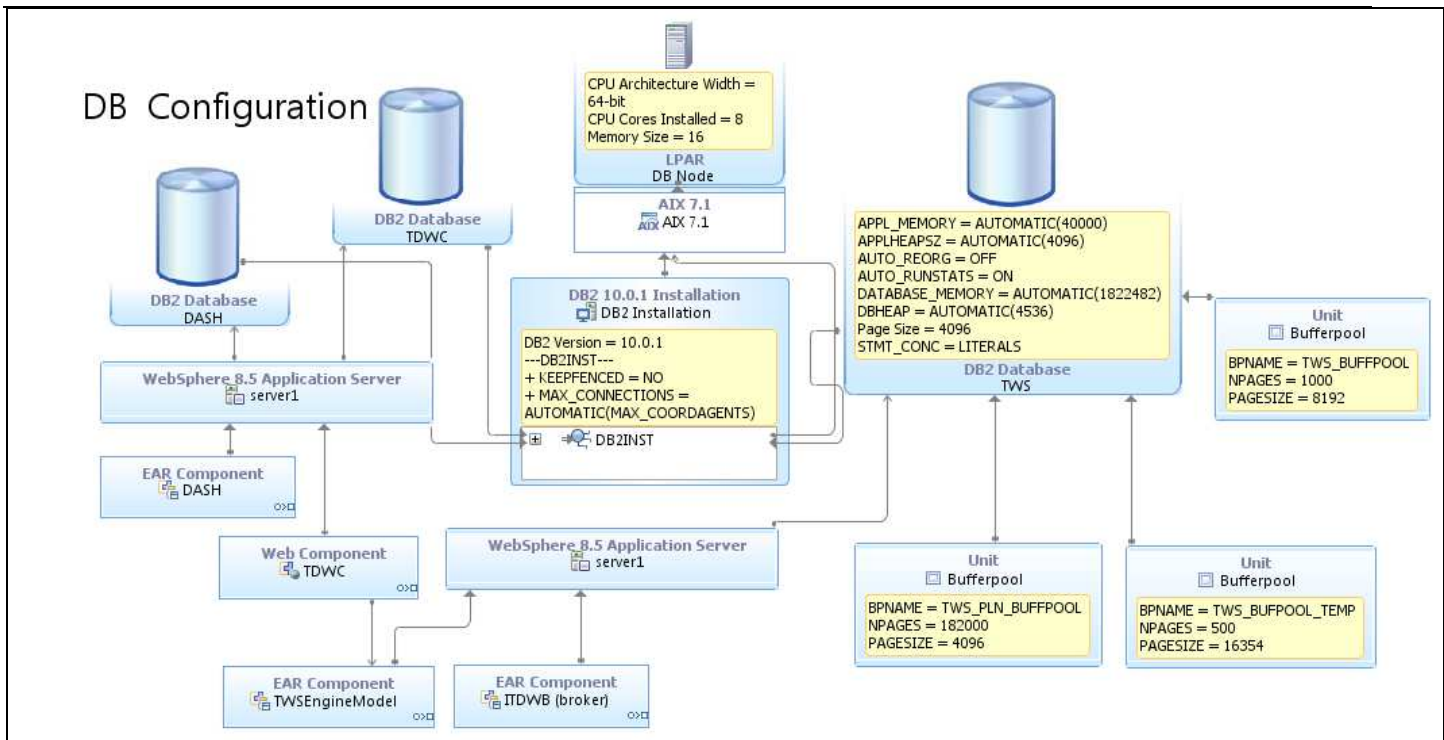 DB Configuration
CPU Architecture Width =
64-bit
CPU Cores Installed = 8
Memory Size = 16
LPAR
DB Node
AIX 7.1
AIX AIX 7.1
DB2 Database
TDWC
DB2 Database
DASH
DB2 10.0.1 Installation
DB2 Installation
DB2 Version = 10.0.1
---DB2INST---
+ KEEPFENCED = NO
+ MAX_CONNECTIONS =
AUTOMATIC(MAX_COORDAGENTS)
DB2INST
APPL_MEMORY = AUTOMATIC(40000)
APPLHEAPSZ = AUTOMATIC(4096)
AUTO_REORG = OFF
AUTO_RUNSTATS = ON
DATABASE_MEMORY = AUTOMATIC(1822482)
DBHEAP = AUTOMATIC(4536)
Page Size = 4096
STMT_CONC = LITERALS
DB2 Database
TWS
Unit
Bufferpool
BPNAME = TWS_BUFFPOOL
NPAGES = 1000
PAGESIZE = 8192
WebSphere 8.5 Application Server
server1
EAR Component
DASH
Web Component
TDWC
WebSphere 8.5 Application Server
server1
EAR Component
TWSEngineModel
EAR Component
ITDWB (broker)
Unit
Bufferpool
BPNAME = TWS_PLN_BUFFPOOL
NPAGES = 182000
PAGESIZE = 4096
Unit
Bufferpool
BPNAME = TWS_BUFPOOL_TEMP
NPAGES = 500
PAGESIZE = 16354